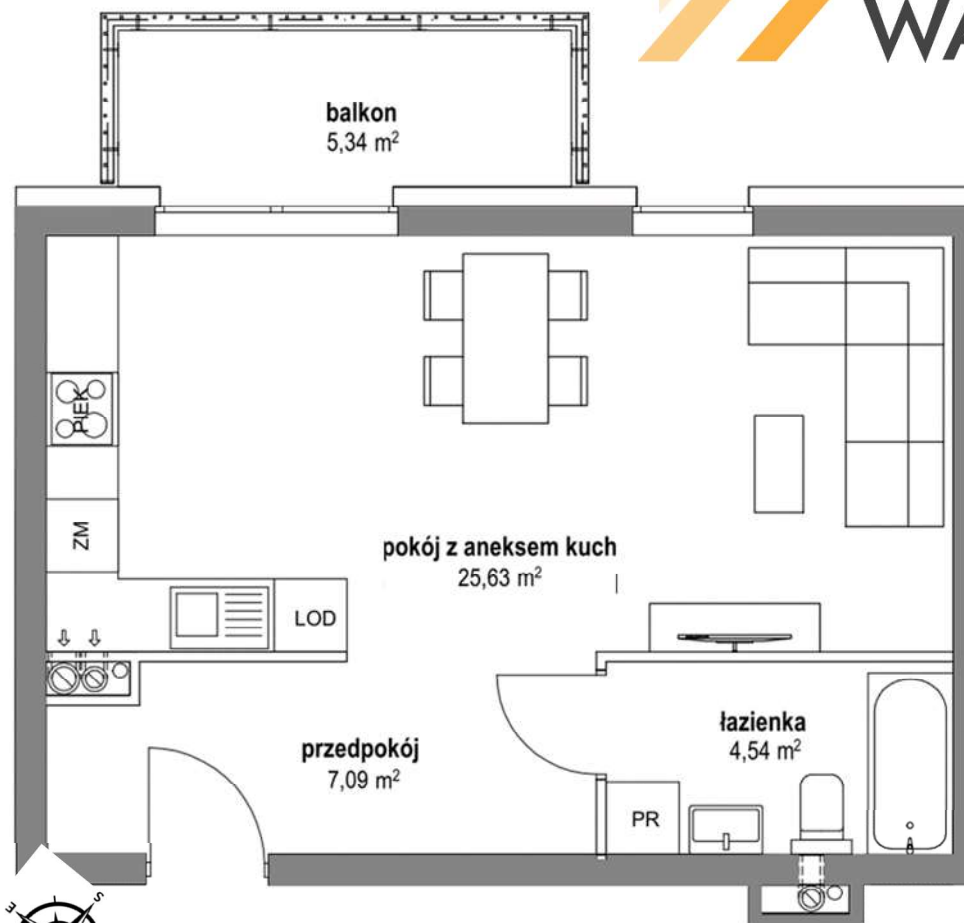 WA
balkon
5,34 m²
PIEK
ZM
pokój z aneksem kuch
25,63 m²
LOD
łazienka
4,54 m²
przedpokój
7,09 m²
PR
S
E